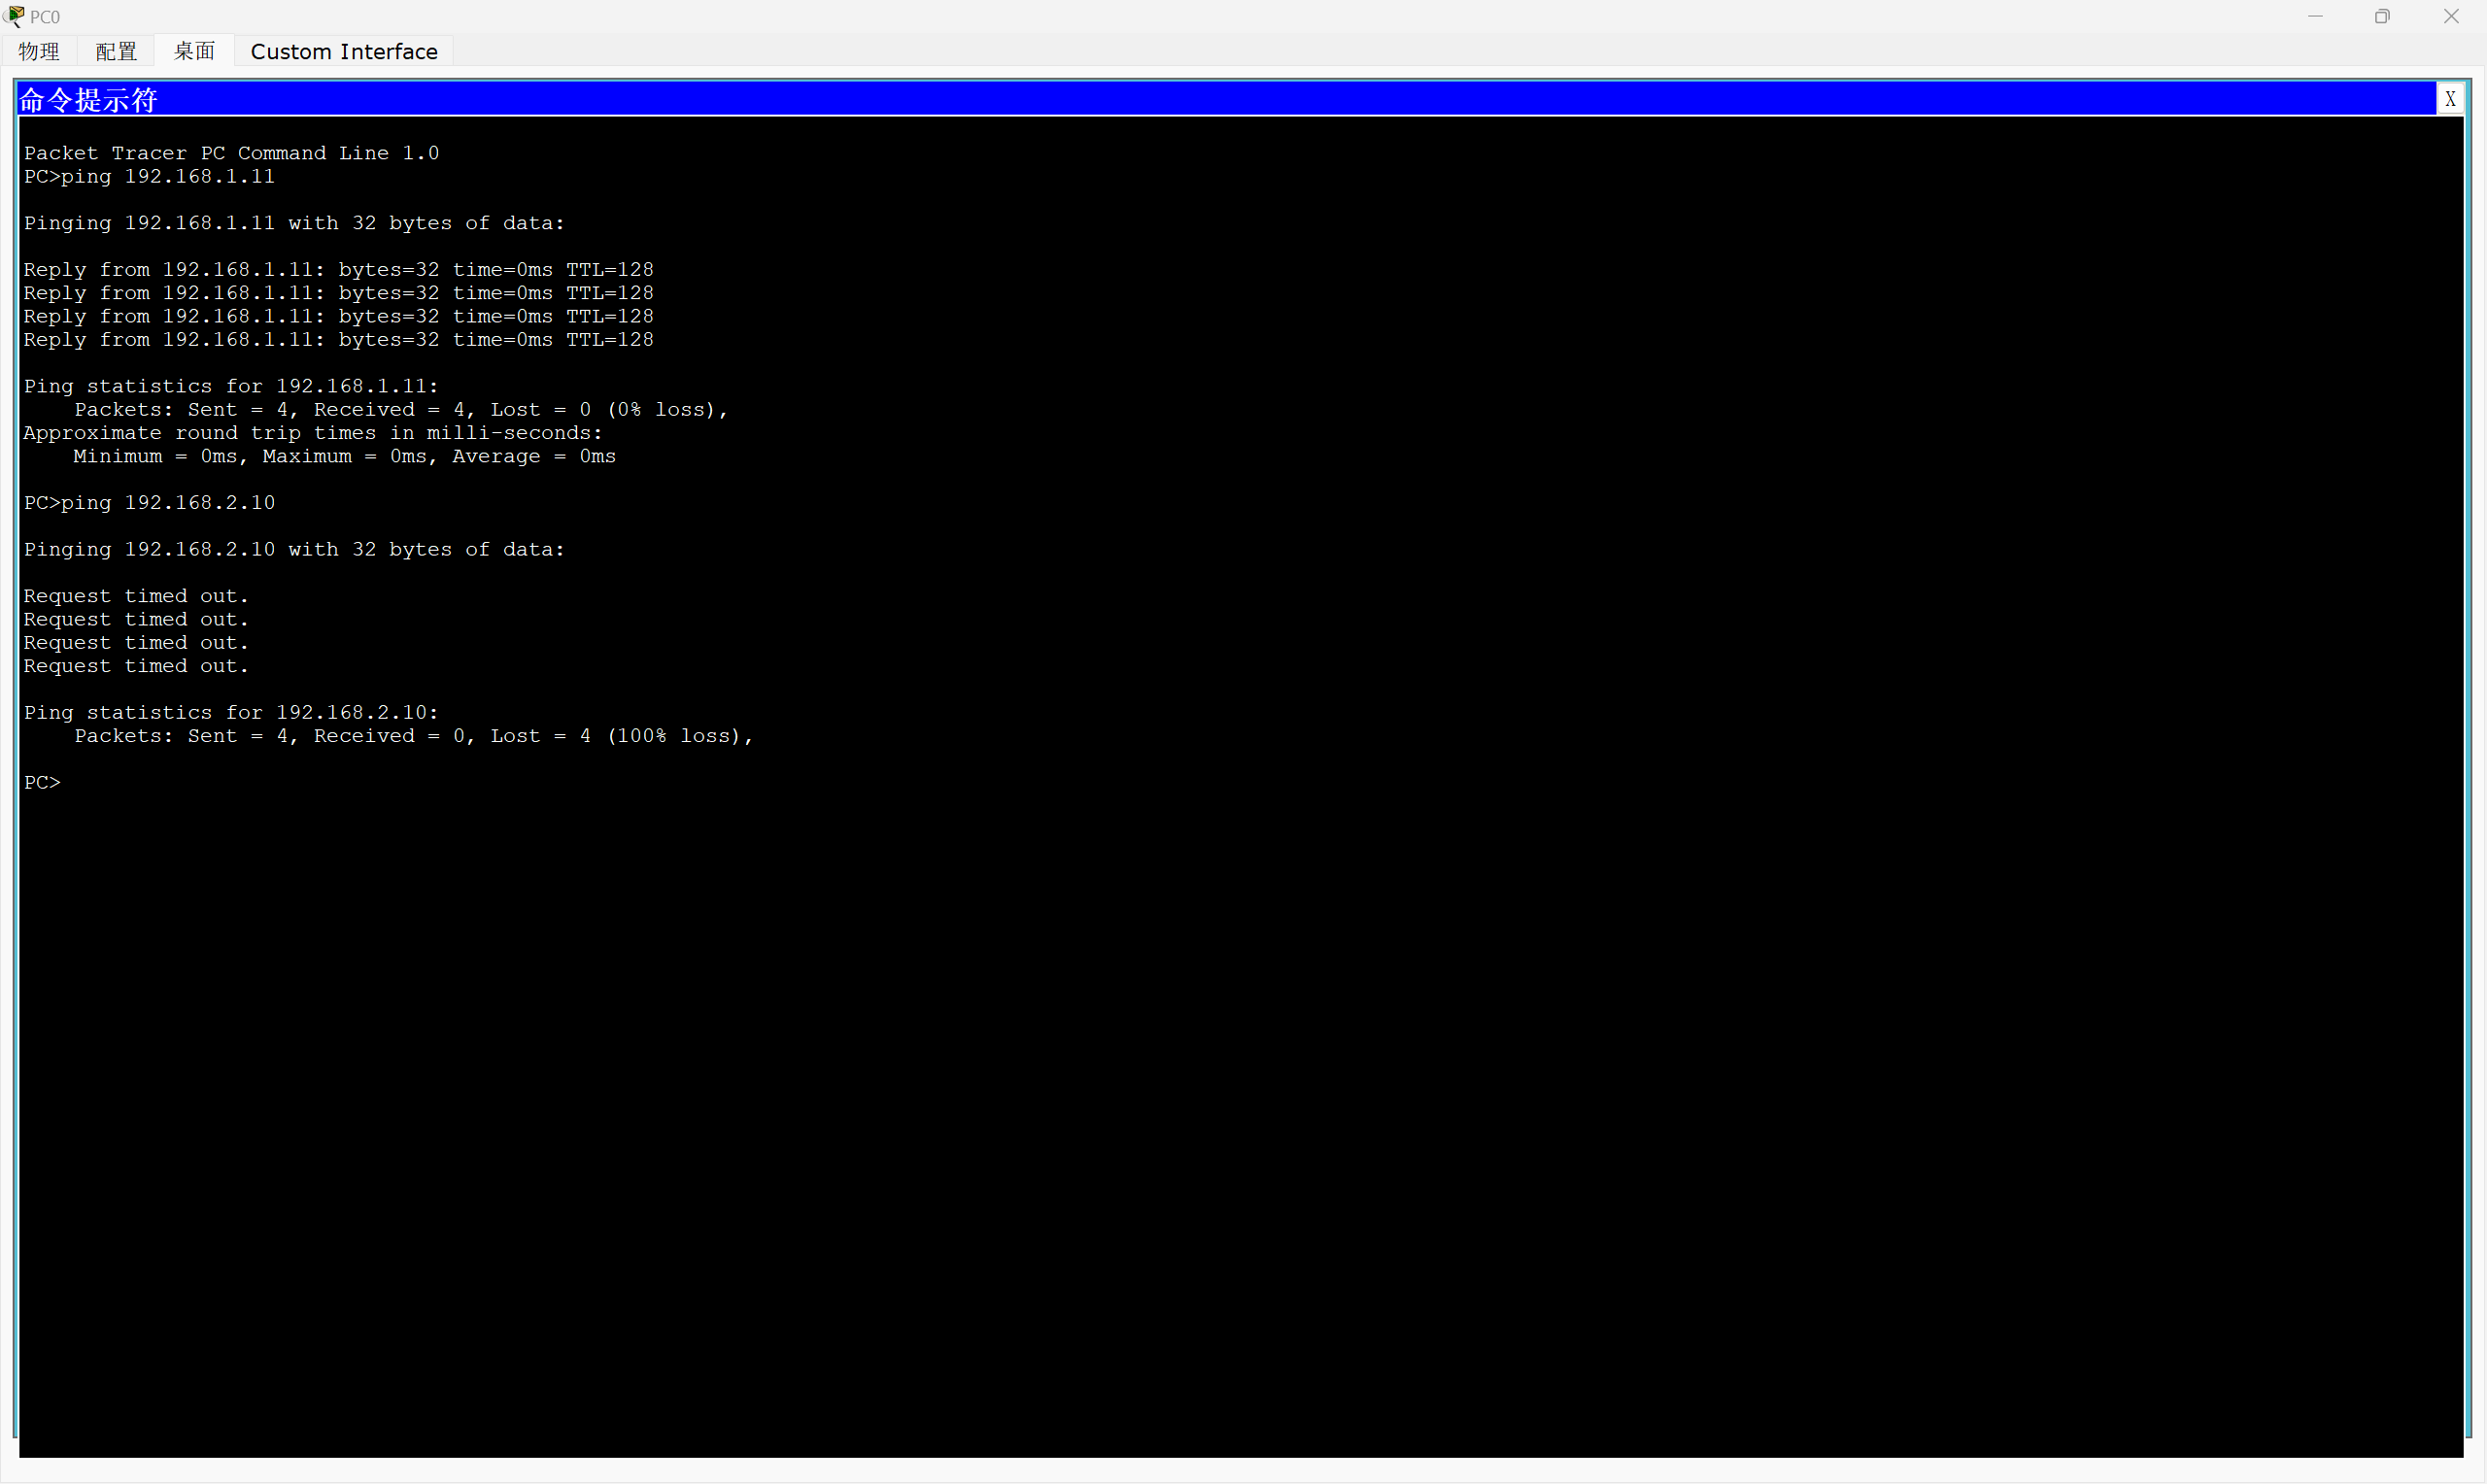 PC0
物理 配置 桌面 Custom Interface
命令提示符 X
Packet Tracer PC Command Line 1.0
PC>ping 192.168.1.11
Pinging 192.168.1.11 with 32 bytes of data:
Reply from 192.168.1.11: bytes=32 time=0ms TTL=128
Reply from 192.168.1.11: bytes=32 time=0ms TTL=128
Reply from 192.168.1.11: bytes=32 time=0ms TTL=128
Reply from 192.168.1.11: bytes=32 time=0ms TTL=128
Ping statistics for 192.168.1.11:
    Packets: Sent = 4, Received = 4, Lost = 0 (0% loss),
Approximate round trip times in milli-seconds:
    Minimum = 0ms, Maximum = 0ms, Average = 0ms
PC>ping 192.168.2.10
Pinging 192.168.2.10 with 32 bytes of data:
Request timed out.
Request timed out.
Request timed out.
Request timed out.
Ping statistics for 192.168.2.10:
    Packets: Sent = 4, Received = 0, Lost = 4 (100% loss),
PC>